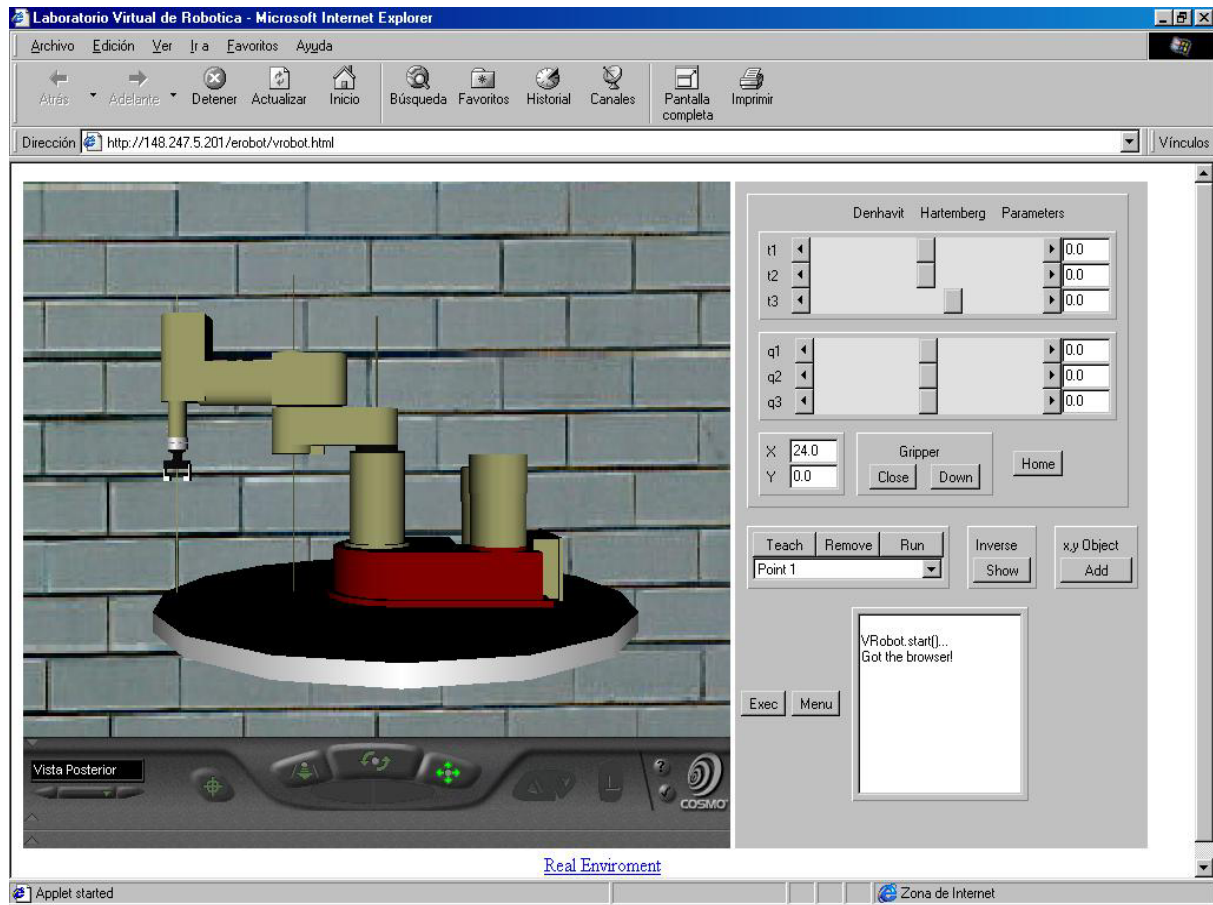 Laboratorio Virtual de Robotica - Microsoft Internet Explorer
Archivo Edición Ver Ir a Favoritos Ayuda
Atrás Adelante Detener Actualizar Inicio Búsqueda Favoritos Historial Canales Pantalla completa Imprimir
Dirección http://148.247.5.201/erobot/vrobot.html Vínculos
Denhavit Hartemberg Parameters
t1 0.0
t2 0.0
t3 0.0
q1 0.0
q2 0.0
q3 0.0
X 24.0
Y 0.0
Gripper
Close Down
Home
Teach Remove Run
Point 1
Inverse
Show
x,y Object
Add
VRobot.start()...
Got the browser!
Exec Menu
Vista Posterior
COSMO
Real Enviroment
Applet started
Zona de Internet